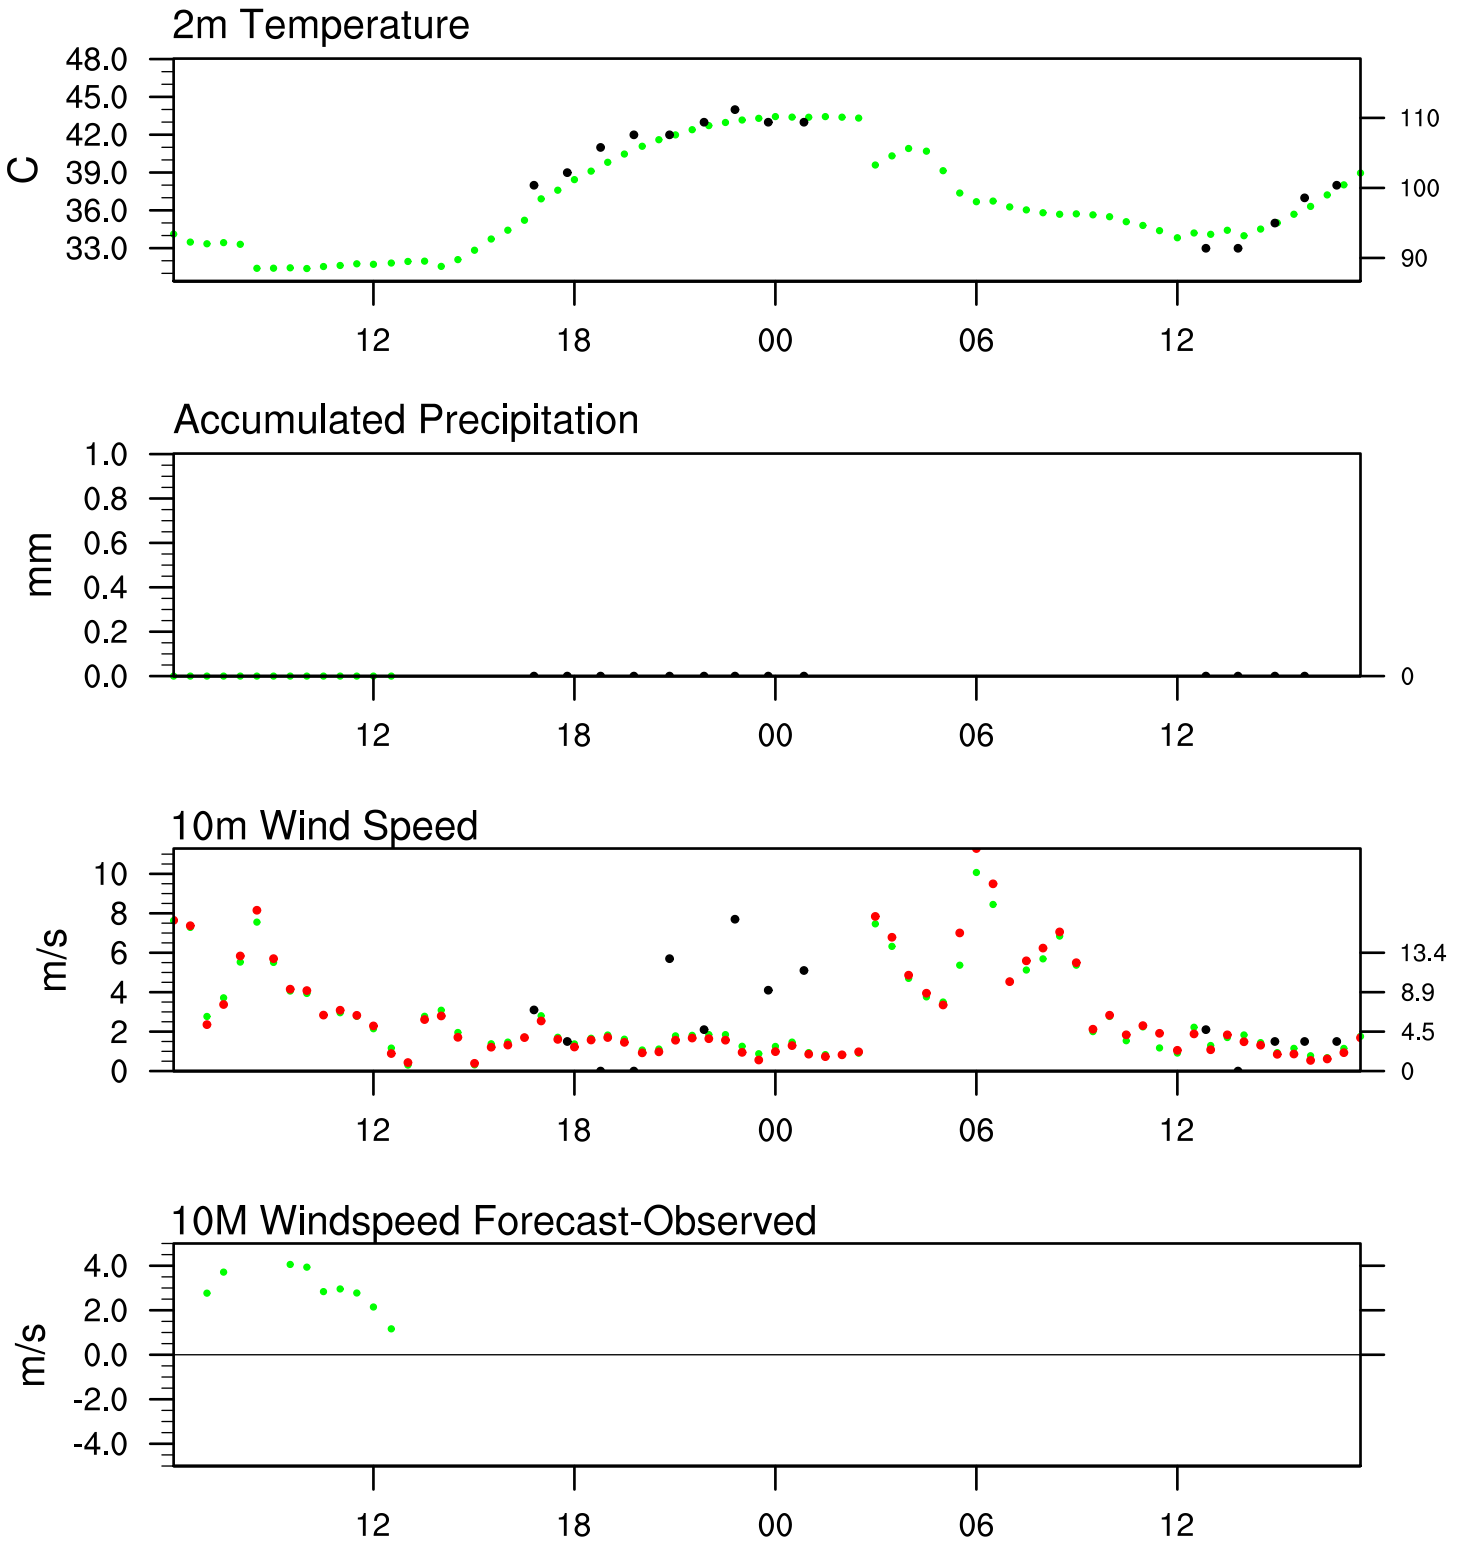 2m Temperature
48.0
45.0
42.0
39.0
36.0
33.0
C
110
100
90
12 18 00 06 12
Accumulated Precipitation
1.0
0.8
0.6
0.4
0.2
0.0
mm
0
12 18 00 06 12
10m Wind Speed
10
8
6
4
2
0
m/s
13.4
8.9
4.5
0
12 18 00 06 12
10M Windspeed Forecast-Observed
4.0
2.0
0.0
-2.0
-4.0
m/s
12 18 00 06 12